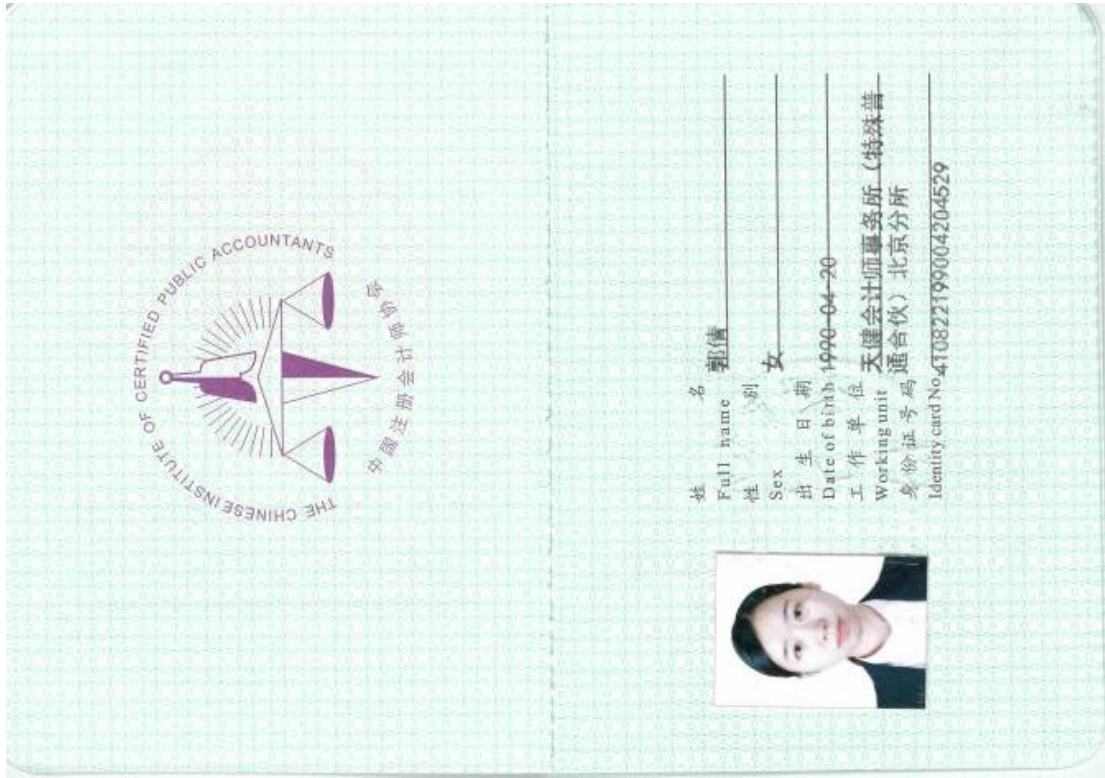 THE CHINESE INSTITUTE OF CERTIFIED PUBLIC ACCOUNTANTS
中国注册会计师协会
姓 名 郭倩
Full name
性 别 女
Sex
出生日期 1990-04-20
Date of birth
工作单位 天健会计师事务所（特殊普
Working unit 通合伙）北京分所
身份证号码 410822199004204529
Identity card No.